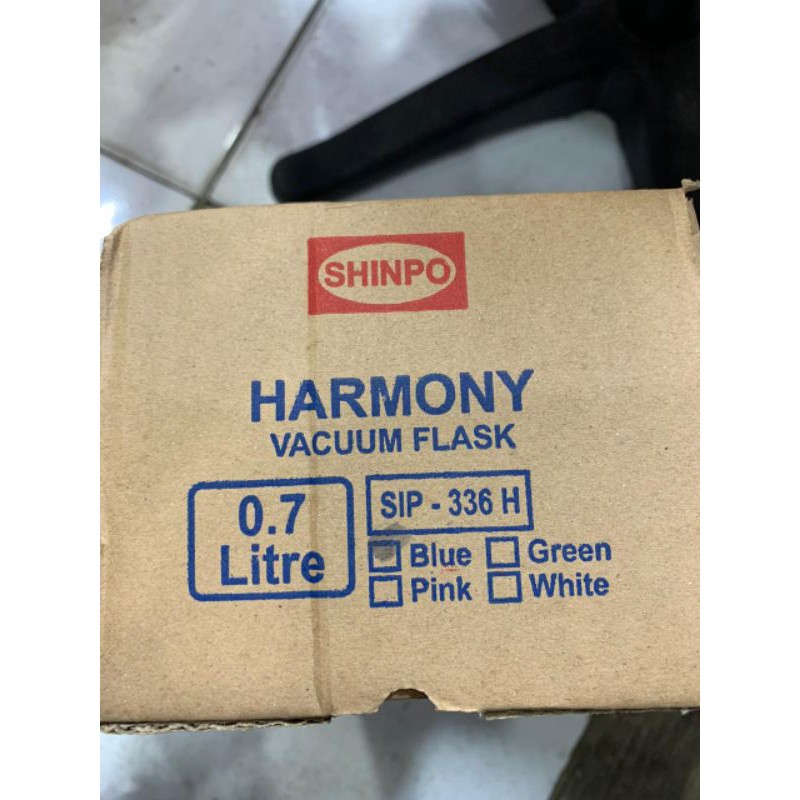 SHINPO
HARMONY
VACUUM FLASK
0.7
Litre
SIP - 336 H
Blue
Green
Pink
White